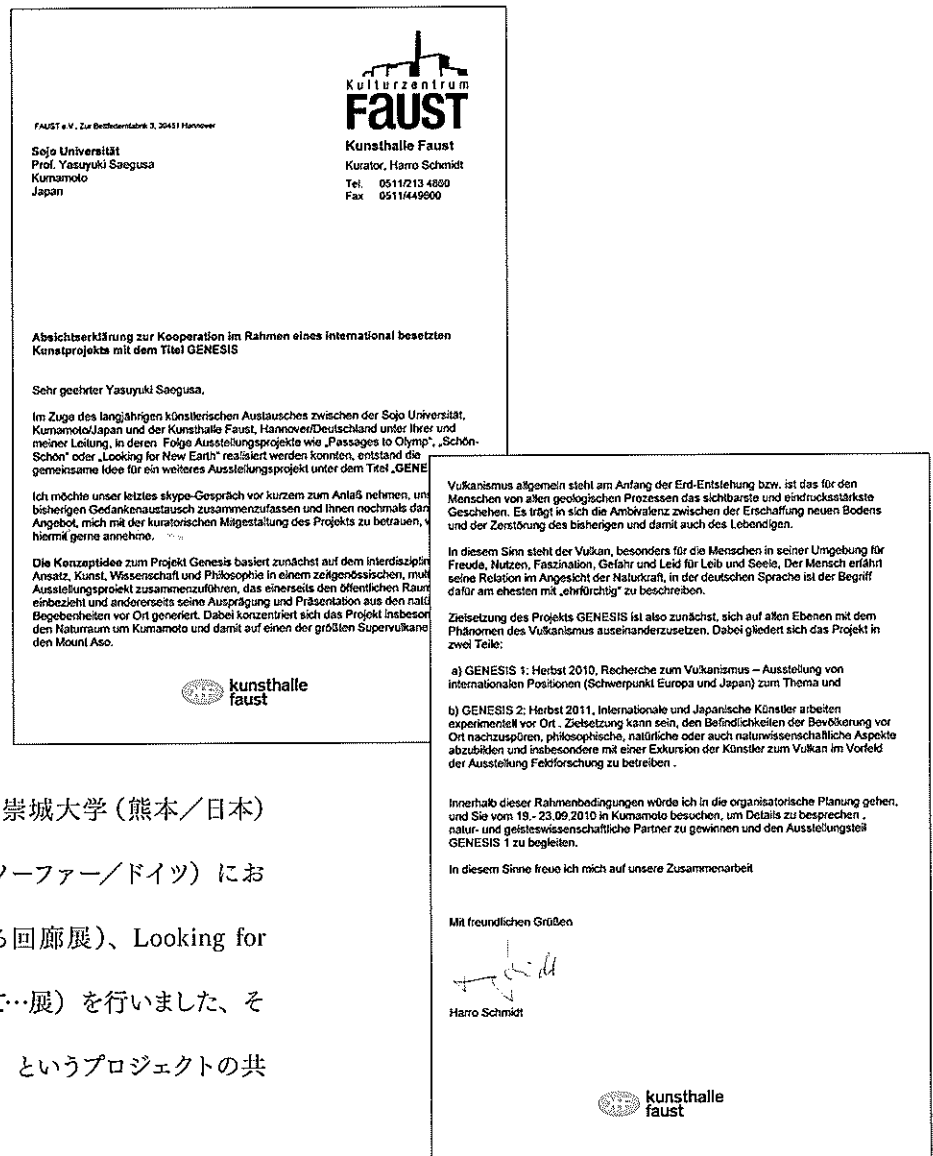 Kulturzentrum
FAUST
FAUST e.V., Zur Bettfedernfabrik 3, 30451 Hannover
Kunsthalle Faust
Kurator, Harro Schmidt
Tel. 0511/213 4860
Fax 0511/449600
Sojo Universität
Prof. Yasuyuki Saegusa
Kumamoto
Japan
Absichtserklärung zur Kooperation im Rahmen eines international besetzten
Kunstprojekts mit dem Titel GENESIS
Sehr geehrter Yasuyuki Saegusa,
Im Zuge des langjährigen künstlerischen Austausches zwischen der Sojo Universität,
Kumamoto/Japan und der Kunsthalle Faust, Hannover/Deutschland unter Ihrer und
meiner Leitung, in deren Folge Ausstellungsprojekte wie „Passages to Olymp“, „Schön-
Schön“ oder „Looking for New Earth“ realisiert werden konnten, entstand die
gemeinsame Idee für ein weiteres Ausstellungsprojekt unter dem Titel „GENE
Ich möchte unser letztes skype-Gespräch vor kurzem zum Anlaß nehmen, uns
bisherigen Gedankenaustausch zusammenzufassen und Ihnen nochmals dan
Angebot, mich mit der kuratorischen Mitgestaltung des Projekts zu betrauen, w
hiermit gerne annehme.
Die Konzeptidee zum Projekt Genesis basiert zunächst auf dem interdisziplin
Ansatz, Kunst, Wissenschaft und Philosophie in einem zeitgenössischen, mult
Ausstellungsprojekt zusammenzuführen, das einerseits den öffentlichen Raum
einbezieht und andererseits seine Ausprägung und Präsentation aus den natü
Begebenheiten vor Ort generiert. Dabei konzentriert sich das Projekt insbeson
den Naturraum um Kumamoto und damit auf einen der größten Supervulkane
den Mount Aso.
kunsthalle
faust
Vulkanismus allgemein steht am Anfang der Erd-Entstehung bzw. ist das für den
Menschen von allen geologischen Prozessen das sichtbarste und eindrucksstärkste
Geschehen. Es trägt in sich die Ambivalenz zwischen der Erschaffung neuen Bodens
und der Zerstörung des bisherigen und damit auch des Lebendigen.
In diesem Sinn steht der Vulkan, besonders für die Menschen in seiner Umgebung für
Freude, Nutzen, Faszination, Gefahr und Leid für Leib und Seele, Der Mensch erfährt
seine Relation im Angesicht der Naturkraft, in der deutschen Sprache ist der Begriff
dafür am ehesten mit „ehrfürchtig“ zu beschreiben.
Zielsetzung des Projekts GENESIS ist also zunächst, sich auf allen Ebenen mit dem
Phänomen des Vulkanismus auseinanderzusetzen. Dabei gliedert sich das Projekt in
zwei Teile:
a) GENESIS 1: Herbst 2010, Recherche zum Vulkanismus – Ausstellung von
internationalen Positionen (Schwerpunkt Europa und Japan) zum Thema und
b) GENESIS 2: Herbst 2011, Internationale und Japanische Künstler arbeiten
experimentell vor Ort . Zielsetzung kann sein, den Befindlichkeiten der Bevölkerung vor
Ort nachzuspüren, philosophische, natürliche oder auch naturwissenschaftliche Aspekte
abzubilden und insbesondere mit einer Exkursion der Künstler zum Vulkan im Vorfeld
der Ausstellung Feldforschung zu betreiben .
Innerhalb dieser Rahmenbedingungen würde ich in die organisatorische Planung gehen,
und Sie vom 19.- 23.09.2010 in Kumamoto besuchen, um Details zu besprechen ,
natur- und geisteswissenschaftliche Partner zu gewinnen und den Ausstellungsteil
GENESIS 1 zu begleiten.
In diesem Sinne freue ich mich auf unsere Zusammenarbeit
Mit freundlichen Grüßen
Harro Schmidt
kunsthalle
faust
崇城大学(熊本/日本)
ノーファー/ドイツ)にお
る回廊展)、Looking for
て…展)を行いました、そ
というプロジェクトの共